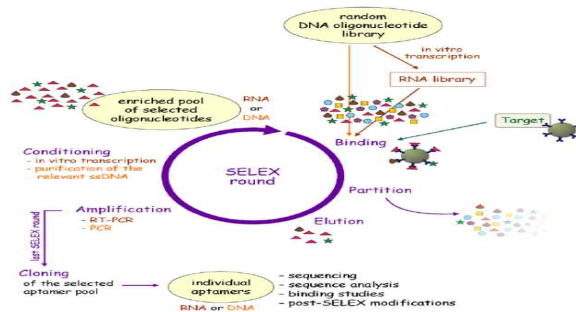 random
DNA oligonucleotide
library
in vitro
transcription
RNA library
enriched pool
of selected
oligonucleotides
RNA
or
DNA
Binding
Target
Conditioning
- in vitro transcription
- purification of the
relevant ssDNA
SELEX
round
Partition
Amplification
- RT-PCR
- PCR
Elution
last SELEX round
Cloning
of the selected
aptamer pool
individual
aptamers
RNA or DNA
- sequencing
- sequence analysis
- binding studies
- post-SELEX modifications